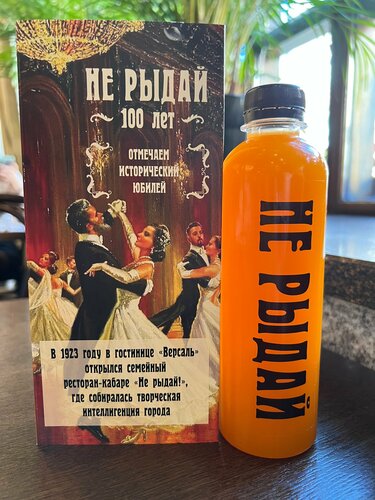 НЕ РЫДАЙ
100 ЛЕТ
ОТМЕЧАЕМ
ИСТОРИЧЕСКИЙ
ЮБИЛЕЙ
В 1923 году в гостинице «Версаль»
открылся семейный
ресторан-кабаре «Не рыдай!»,
где собиралась творческая
интеллигенция города
НЕ РЫДАЙ